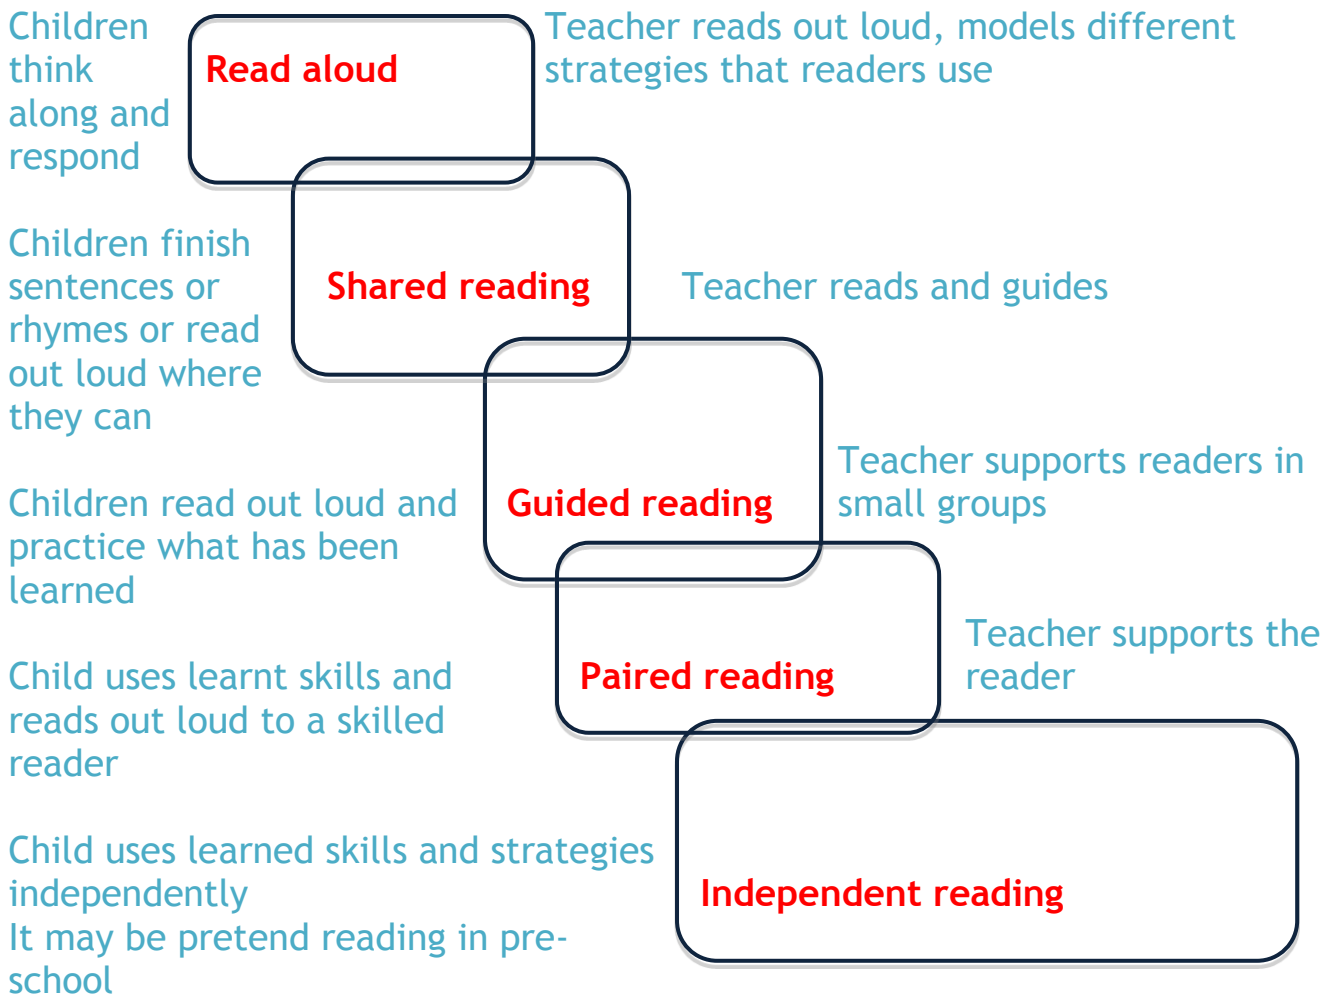 Children
think
along and
respond
Read aloud
Teacher reads out loud, models different
strategies that readers use
Children finish
sentences or
rhymes or read
out loud where
they can
Shared reading
Teacher reads and guides
Children read out loud and
practice what has been
learned
Guided reading
Teacher supports readers in
small groups
Child uses learnt skills and
reads out loud to a skilled
reader
Paired reading
Teacher supports the
reader
Child uses learned skills and strategies
independently
It may be pretend reading in pre-
school
Independent reading